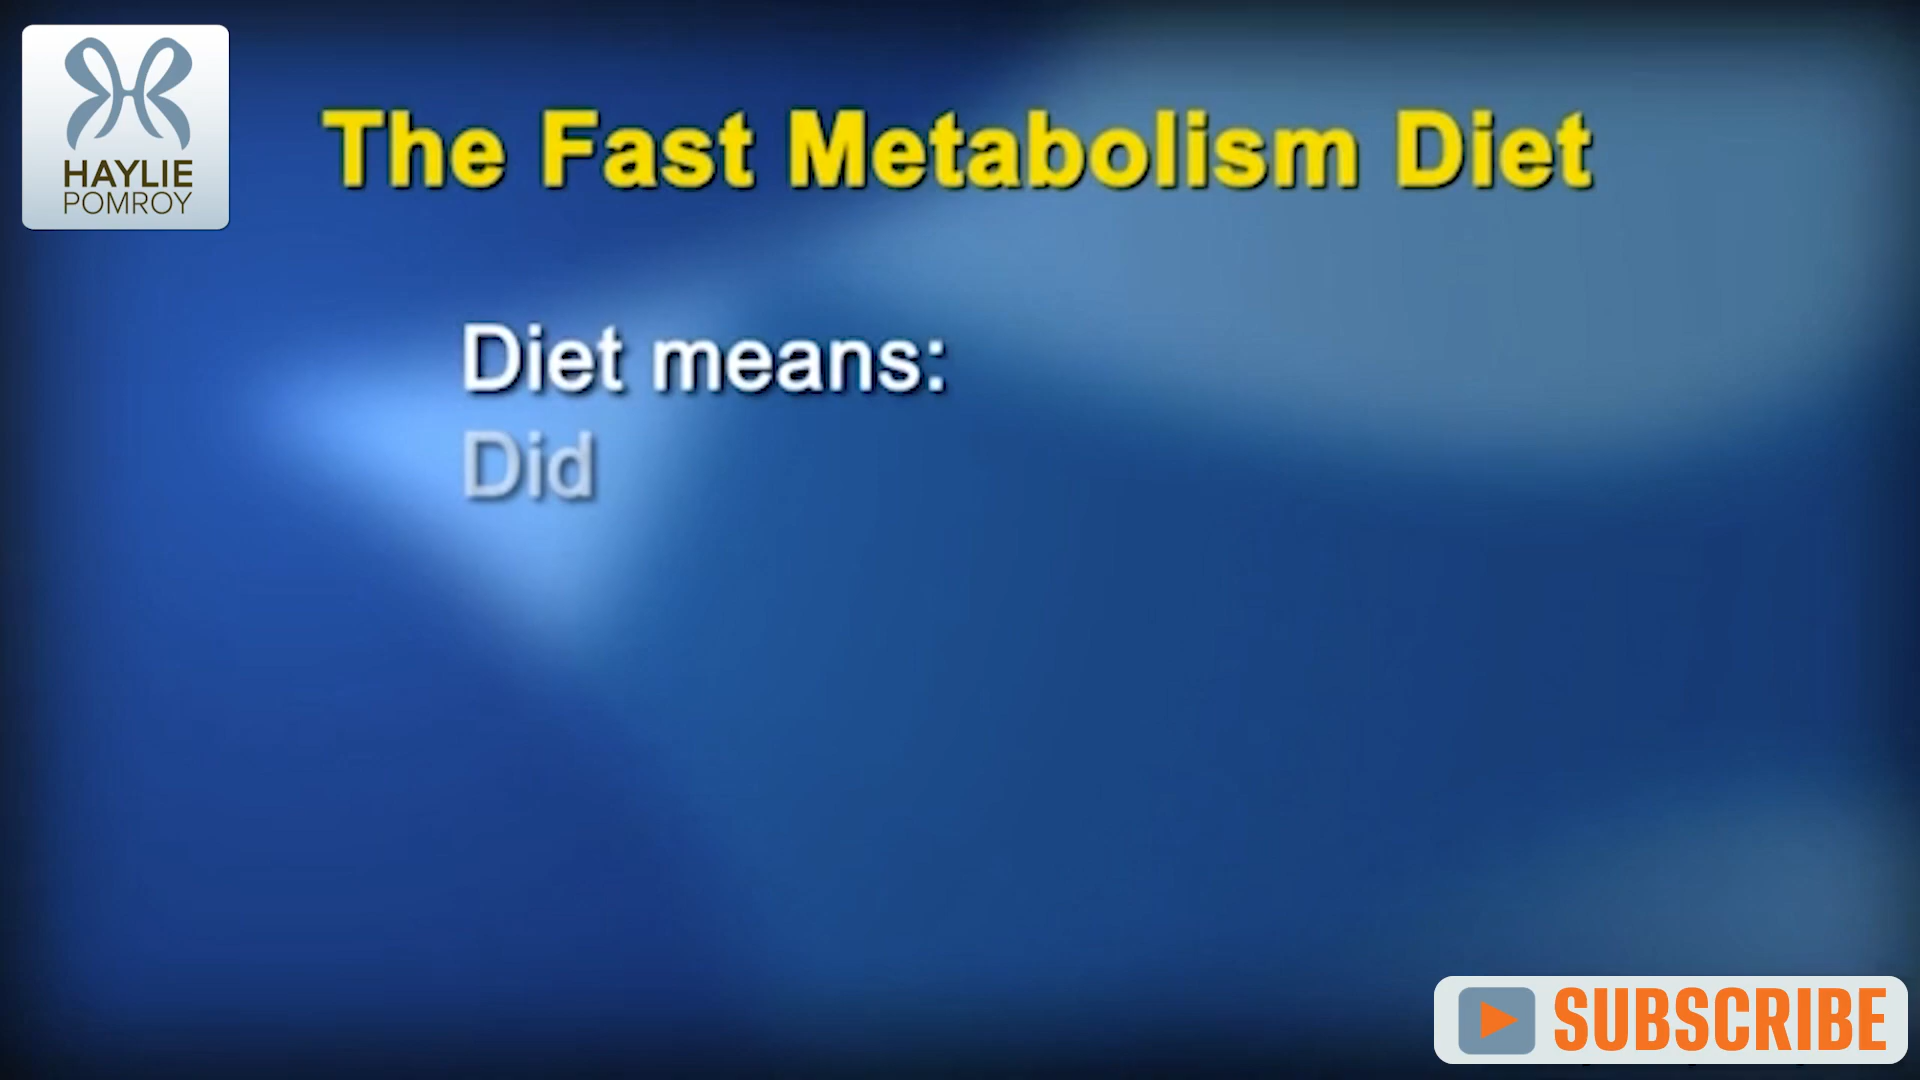 HAYLIE
POMROY
The Fast Metabolism Diet
Diet means:
Did
SUBSCRIBE